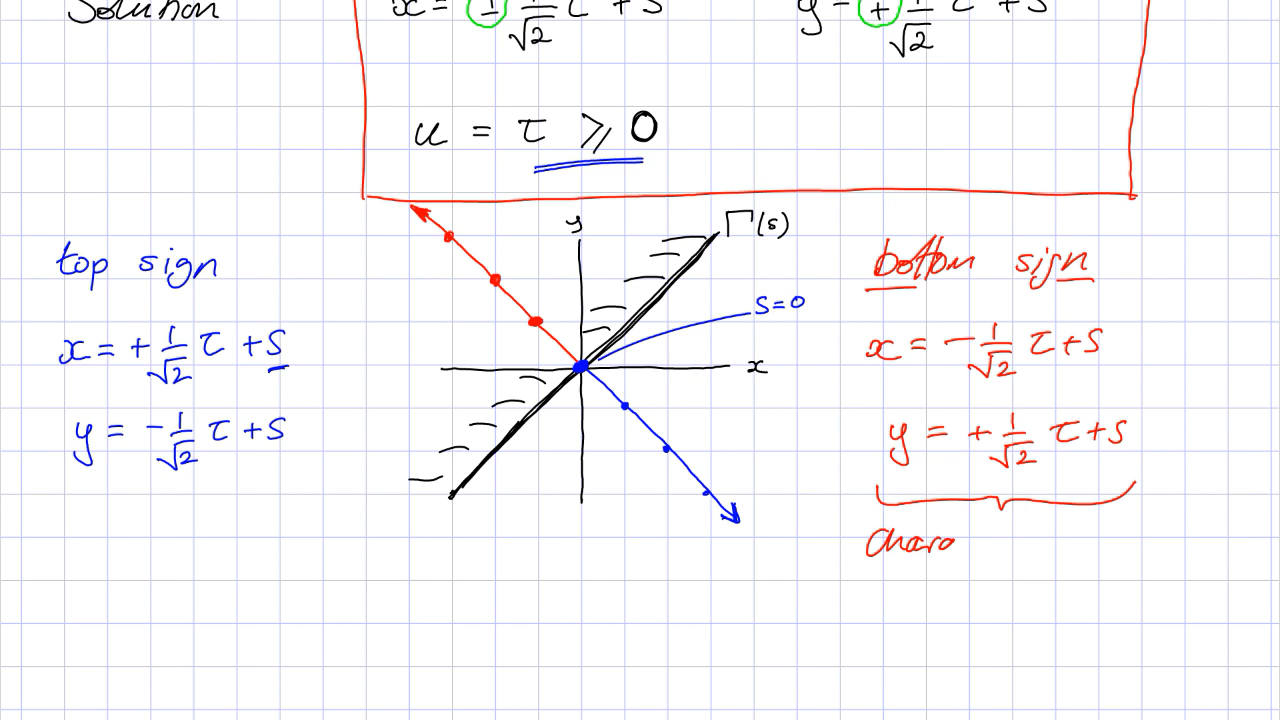 Solution
x = ± 1/√2 τ + S y = ∓ 1/√2 τ + S
u = τ ⩾ 0
y
Γ(s)
top sign
bottom sign
S=0
x = + 1/√2 τ + S
x
x = − 1/√2 τ + S
y = − 1/√2 τ + S
y = + 1/√2 τ + S
Charac